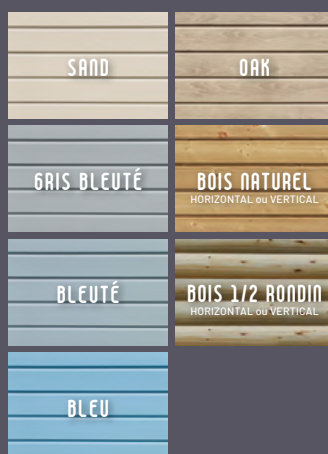 SAND
OAK
GRIS BLEUTÉ
BOIS NATUREL
HORIZONTAL ou VERTICAL
BLEUTÉ
BOIS 1/2 RONDIN
HORIZONTAL ou VERTICAL
BLEU